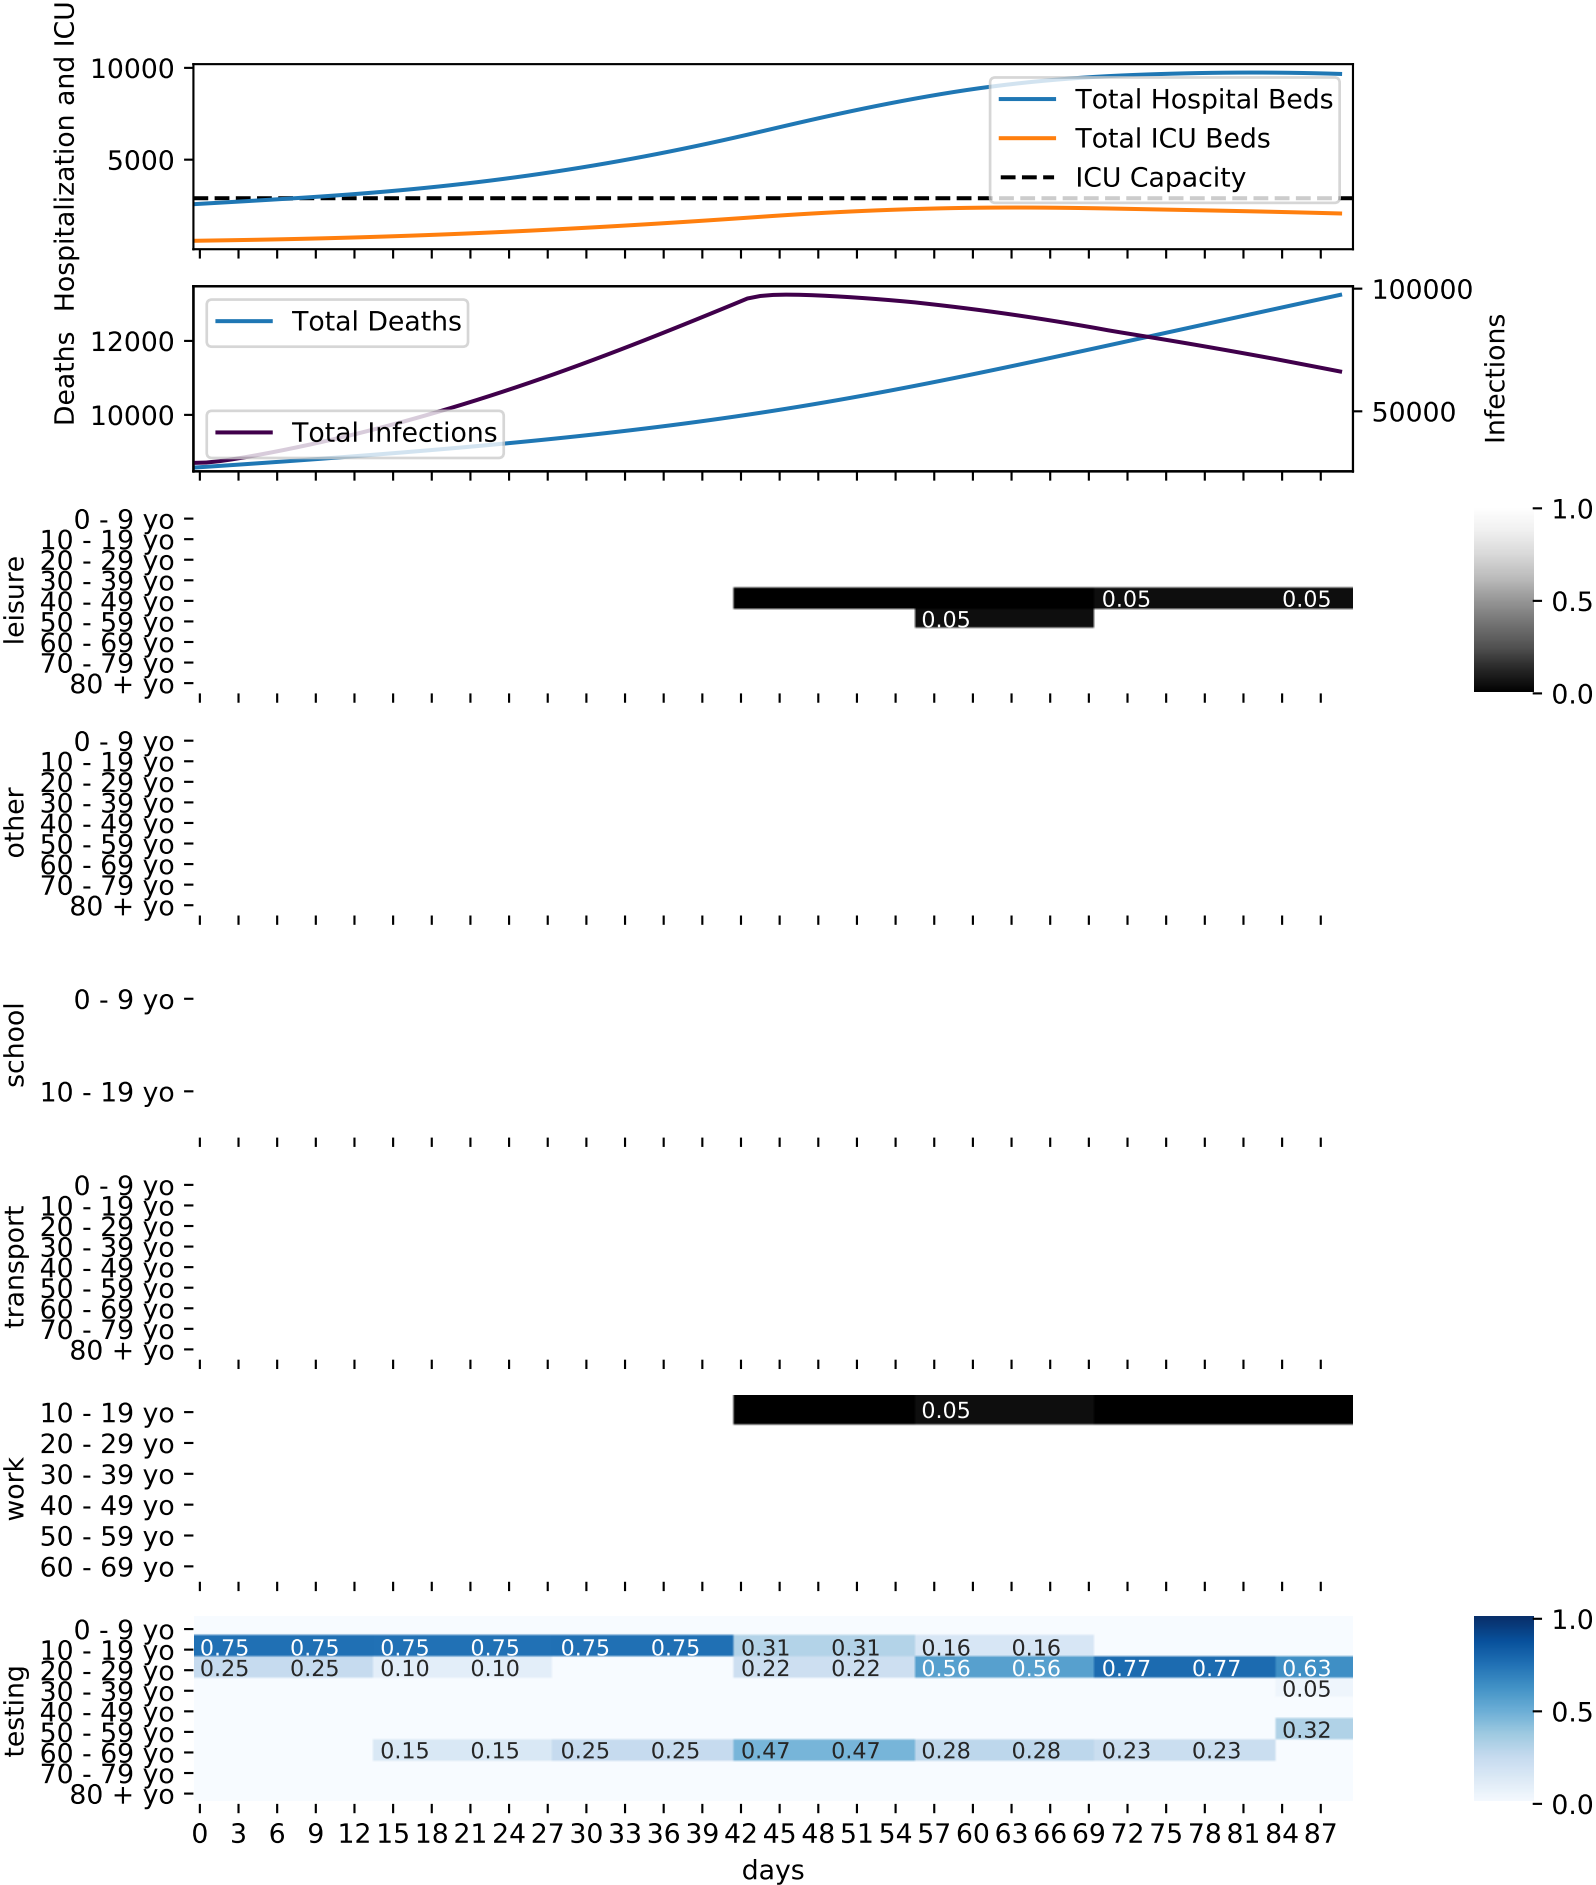 Hospitalization and ICU
10000
5000
Total Hospital Beds
Total ICU Beds
ICU Capacity
Deaths
12000
10000
Total Deaths
Total Infections
100000
50000
Infections
leisure
0 - 9 yo
10 - 19 yo
20 - 29 yo
30 - 39 yo
40 - 49 yo
50 - 59 yo
60 - 69 yo
70 - 79 yo
80 + yo
0.05 0.05
0.05
1.0
0.5
0.0
other
0 - 9 yo
10 - 19 yo
20 - 29 yo
30 - 39 yo
40 - 49 yo
50 - 59 yo
60 - 69 yo
70 - 79 yo
80 + yo
school
0 - 9 yo
10 - 19 yo
transport
0 - 9 yo
10 - 19 yo
20 - 29 yo
30 - 39 yo
40 - 49 yo
50 - 59 yo
60 - 69 yo
70 - 79 yo
80 + yo
work
10 - 19 yo
20 - 29 yo
30 - 39 yo
40 - 49 yo
50 - 59 yo
60 - 69 yo
0.05
testing
0 - 9 yo
10 - 19 yo
20 - 29 yo
30 - 39 yo
40 - 49 yo
50 - 59 yo
60 - 69 yo
70 - 79 yo
80 + yo
0.75 0.75 0.75 0.75 0.75 0.75 0.31 0.31 0.16 0.16
0.25 0.25 0.10 0.10 0.22 0.22 0.56 0.56 0.77 0.77 0.63
0.05
0.32
0.15 0.15 0.25 0.25 0.47 0.47 0.28 0.28 0.23 0.23
1.0
0.5
0.0
0 3 6 9 12 15 18 21 24 27 30 33 36 39 42 45 48 51 54 57 60 63 66 69 72 75 78 81 84 87
days